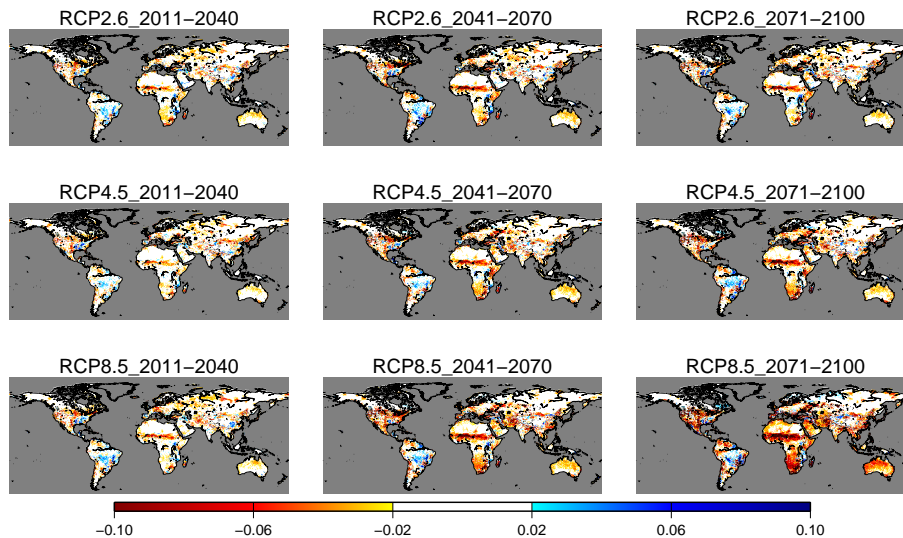 RCP2.6_2011−2040
RCP2.6_2041−2070
RCP2.6_2071−2100
RCP4.5_2011−2040
RCP4.5_2041−2070
RCP4.5_2071−2100
RCP8.5_2011−2040
RCP8.5_2041−2070
RCP8.5_2071−2100
−0.10 −0.06 −0.02 0.02 0.06 0.10